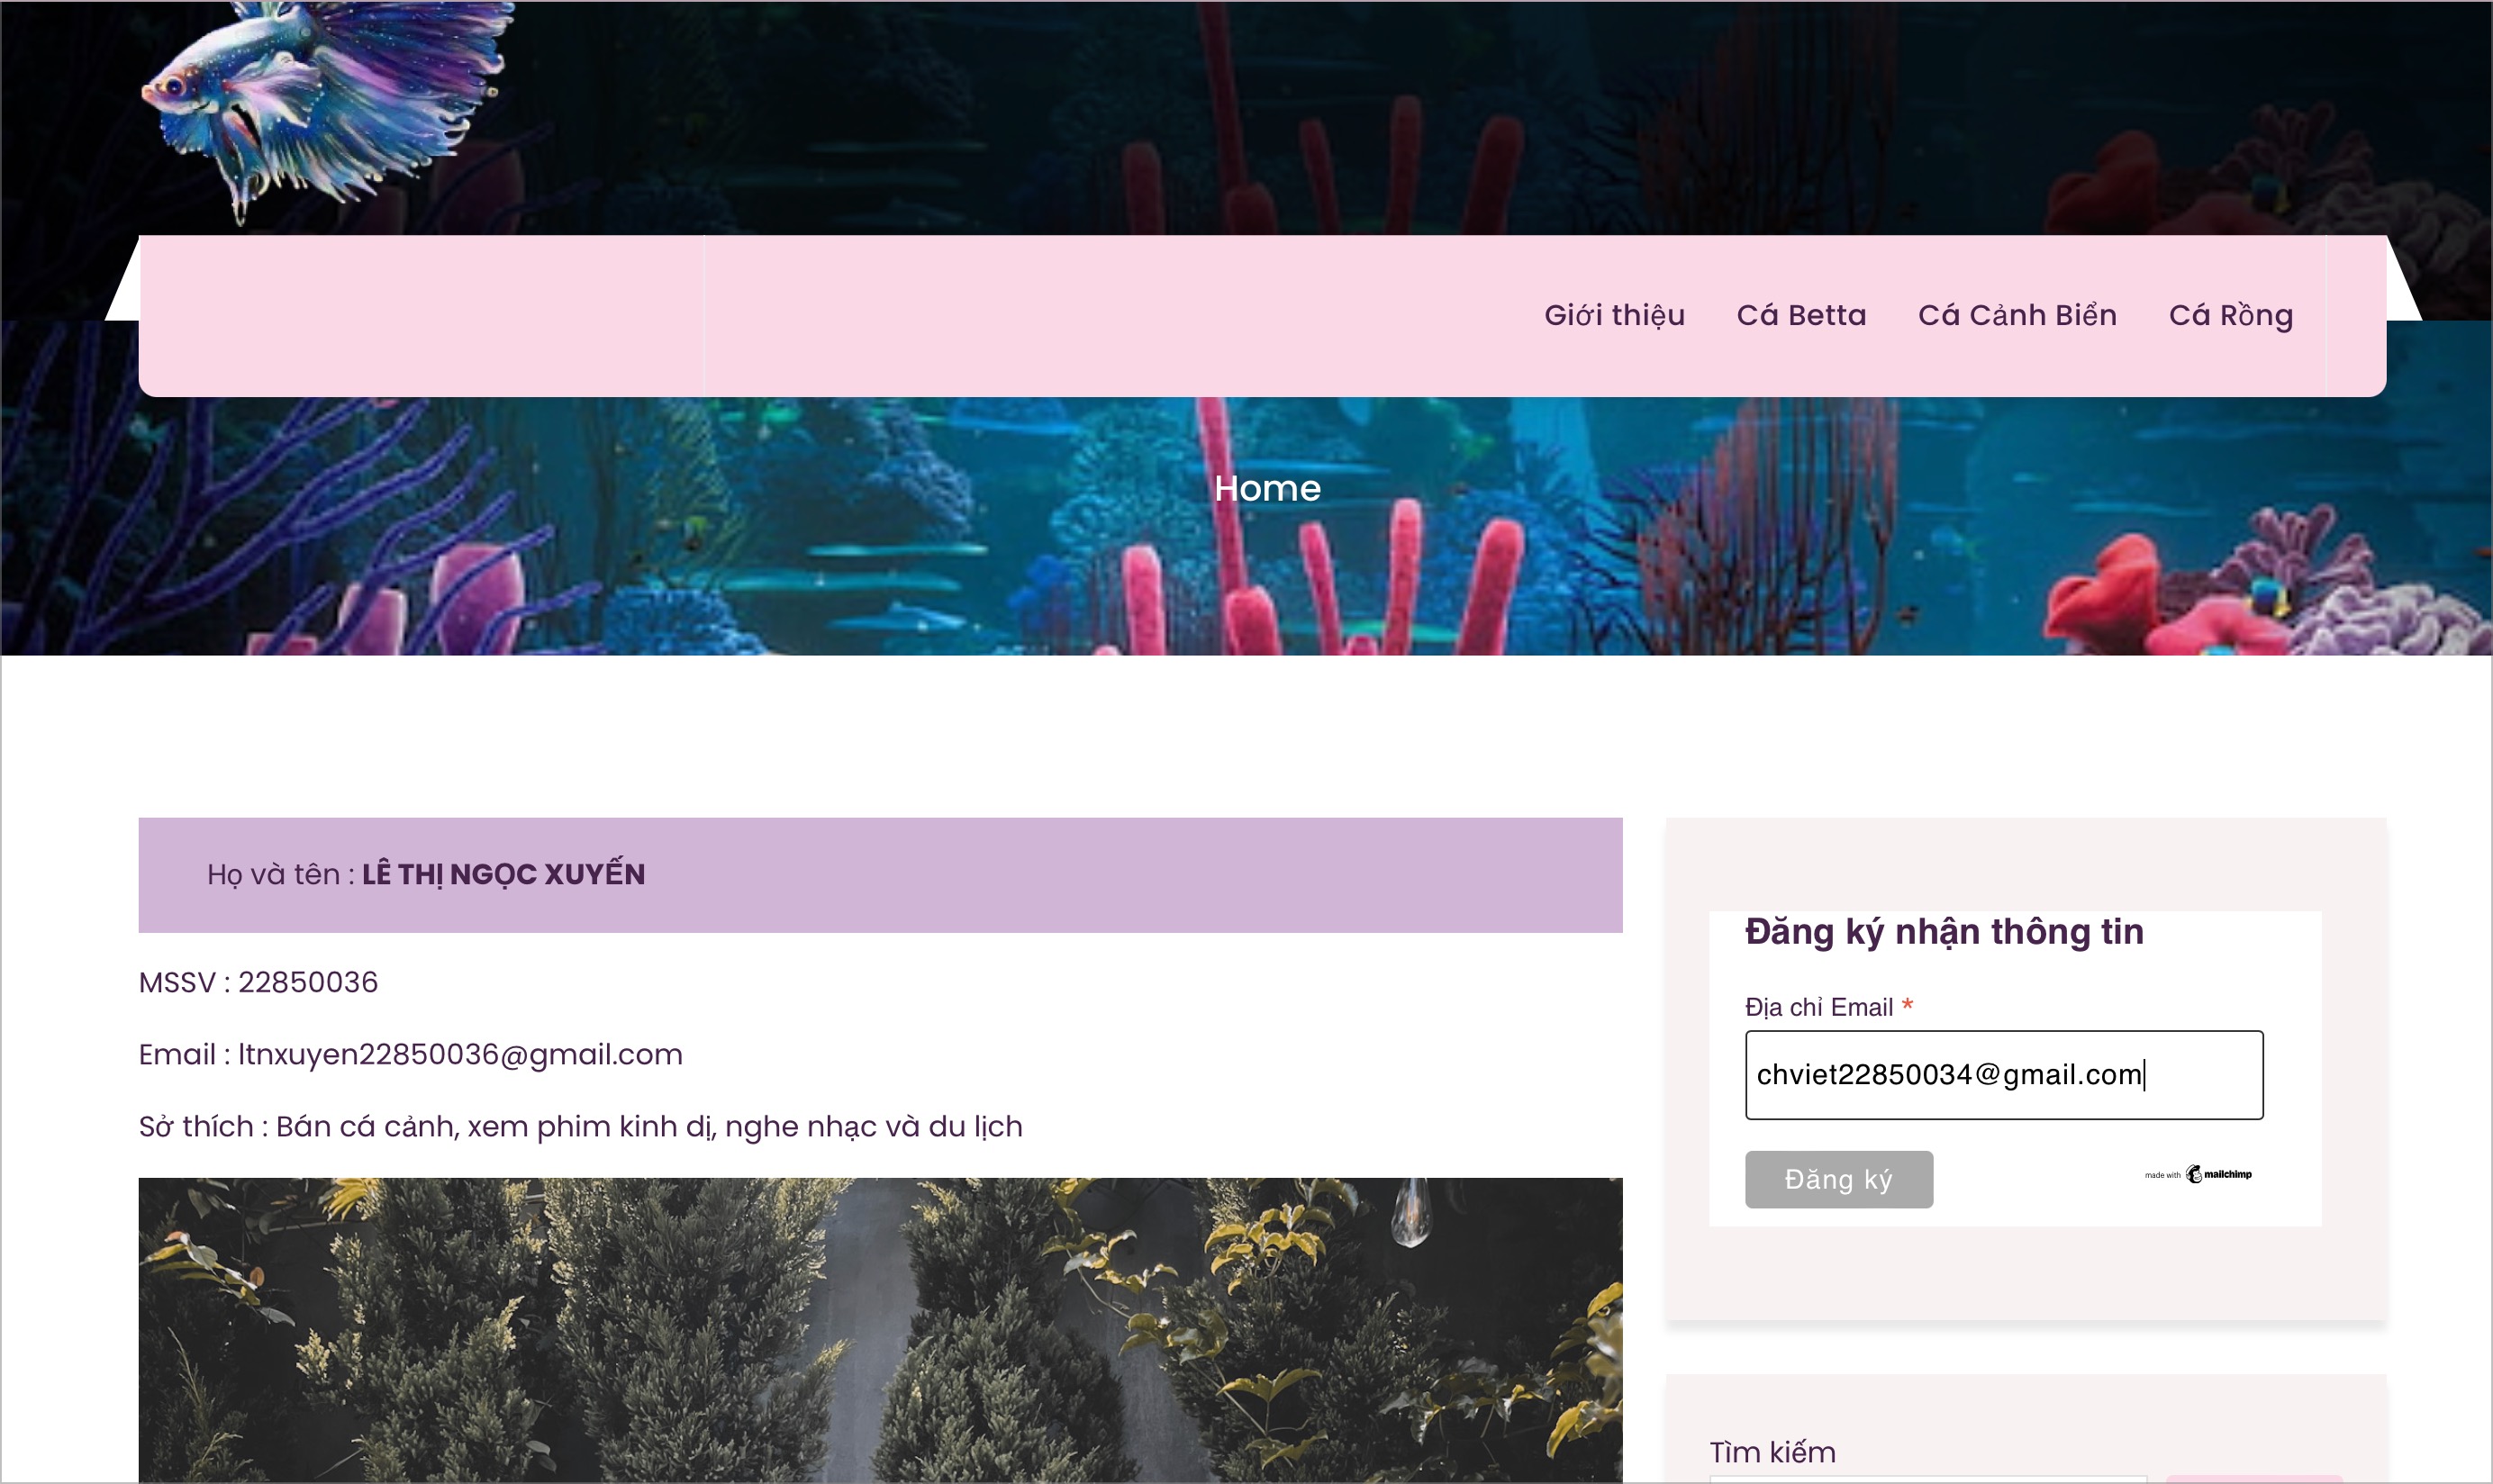 Giới thiệu Cá Betta Cá Cảnh Biển Cá Rồng
Home
Họ và tên : LÊ THỊ NGỌC XUYẾN
MSSV : 22850036
Email : ltnxuyen22850036@gmail.com
Sở thích : Bán cá cảnh, xem phim kinh dị, nghe nhạc và du lịch
Đăng ký nhận thông tin
Địa chỉ Email *
chviet22850034@gmail.com
Đăng ký
made with mailchimp
Tìm kiếm